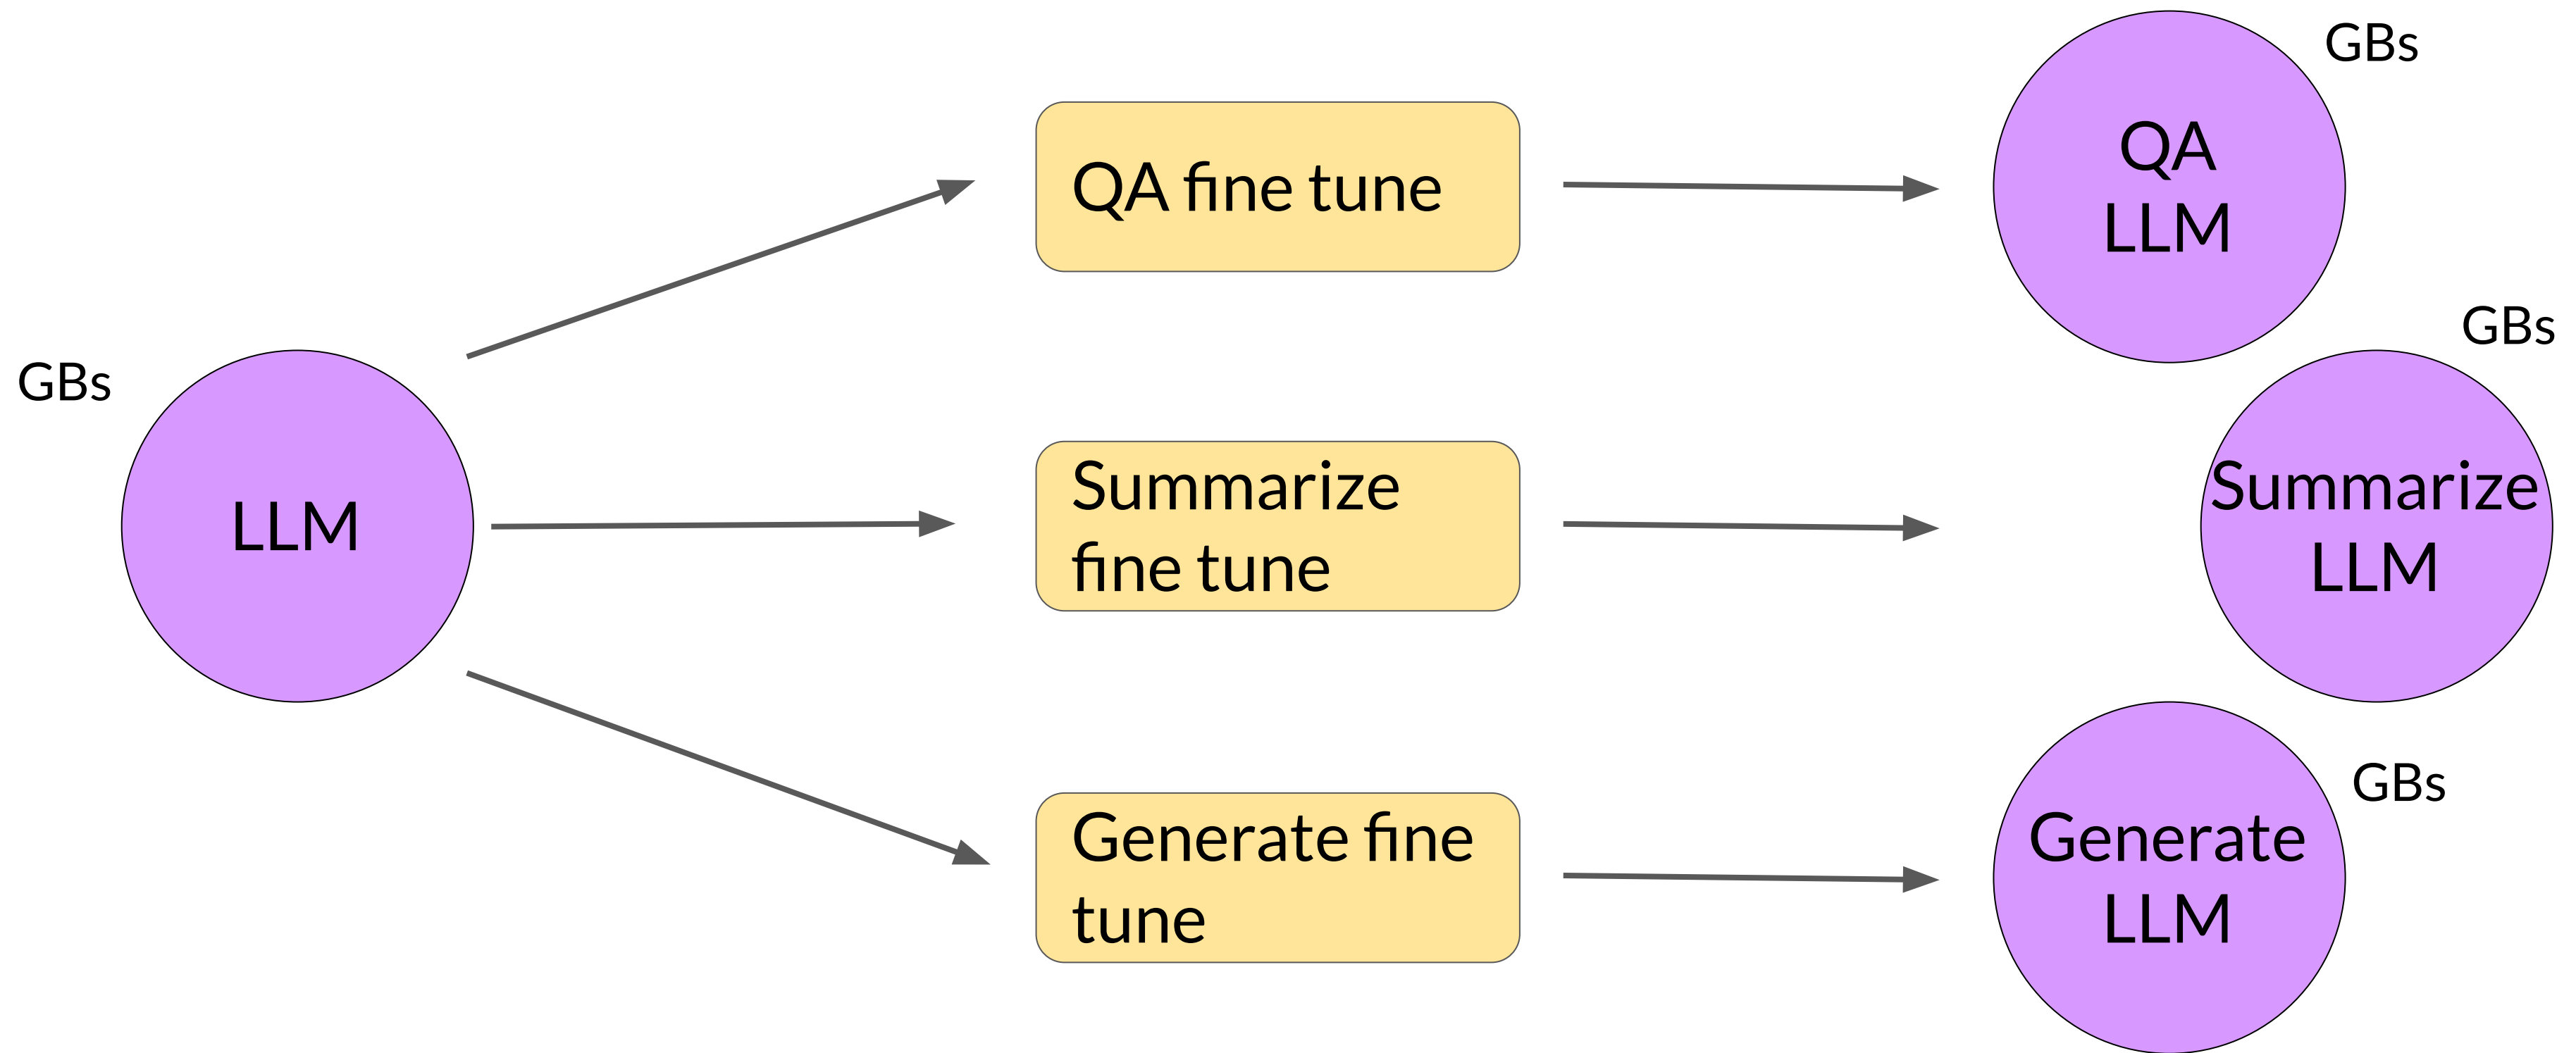 GBs
LLM
QA fine tune
Summarize
fine tune
Generate fine
tune
GBs
QA
LLM
GBs
Summarize
LLM
GBs
Generate
LLM